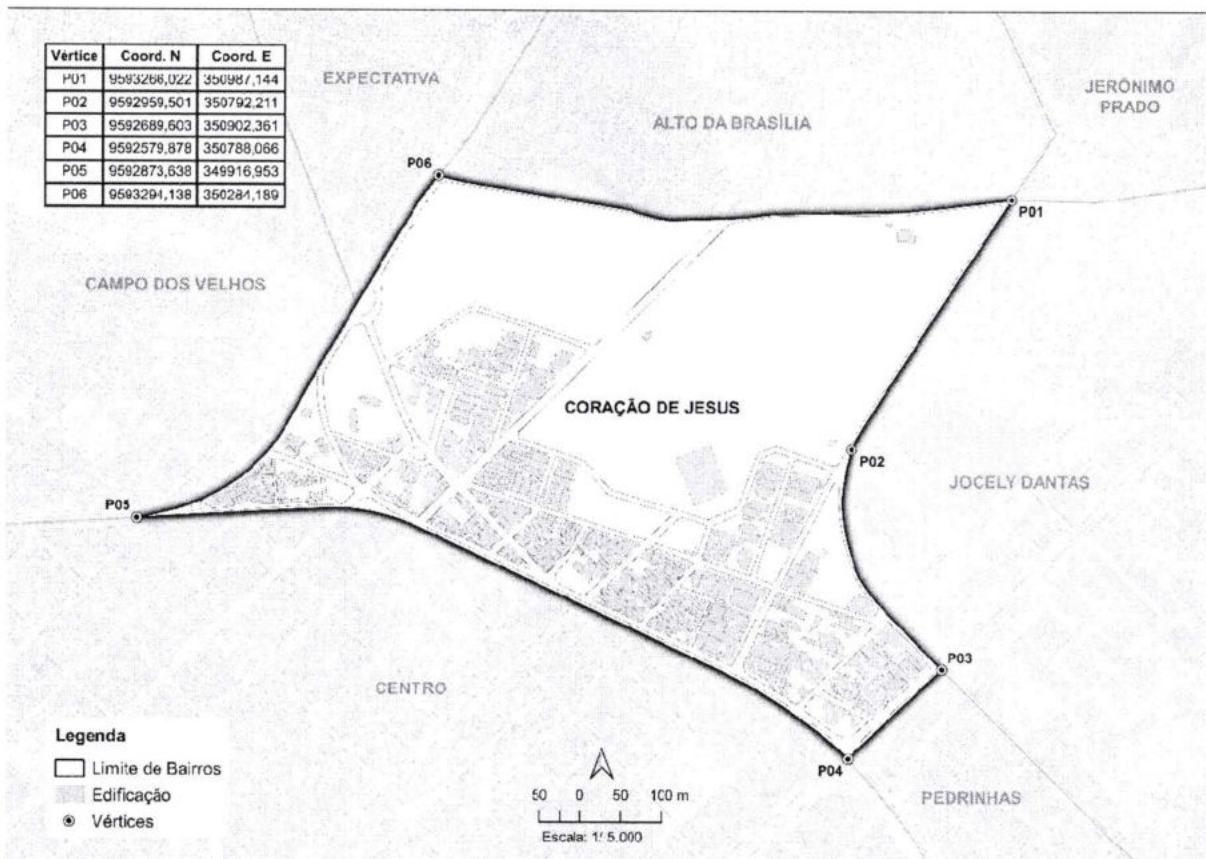 Vértice Coord. N Coord. E
P01 9593266,022 350987,144
P02 9592959,501 350792,211
P03 9592689,603 350902,361
P04 9592579,878 350788,066
P05 9592873,638 349916,953
P06 9593294,138 350284,189
EXPECTATIVA
JERÔNIMO
PRADO
ALTO DA BRASÍLIA
P06
P01
CAMPO DOS VELHOS
CORAÇÃO DE JESUS
P02
JOCELY DANTAS
P05
P03
CENTRO
P04
PEDRINHAS
Legenda
Limite de Bairros
Edificação
Vértices
50 0 50 100 m
Escala: 1/ 5.000